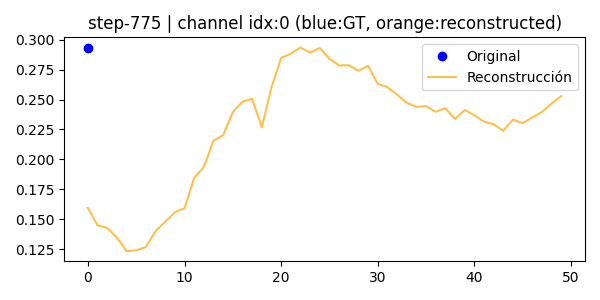 step-775 | channel idx:0 (blue:GT, orange:reconstructed)
Original
Reconstrucción
0.300
0.275
0.250
0.225
0.200
0.175
0.150
0.125
0 10 20 30 40 50